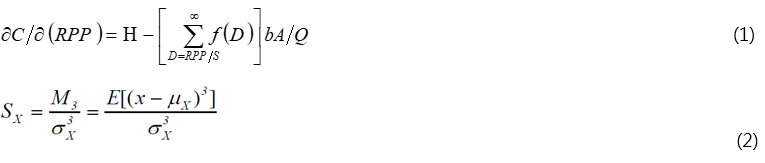 ∂C/∂(RPP) = H − [ ∑_{D=RPP/S}^{∞} f(D) ] bA/Q (1)
S_X = M_3/σ_X^3 = E[(x − μ_X)^3]/σ_X^3 (2)